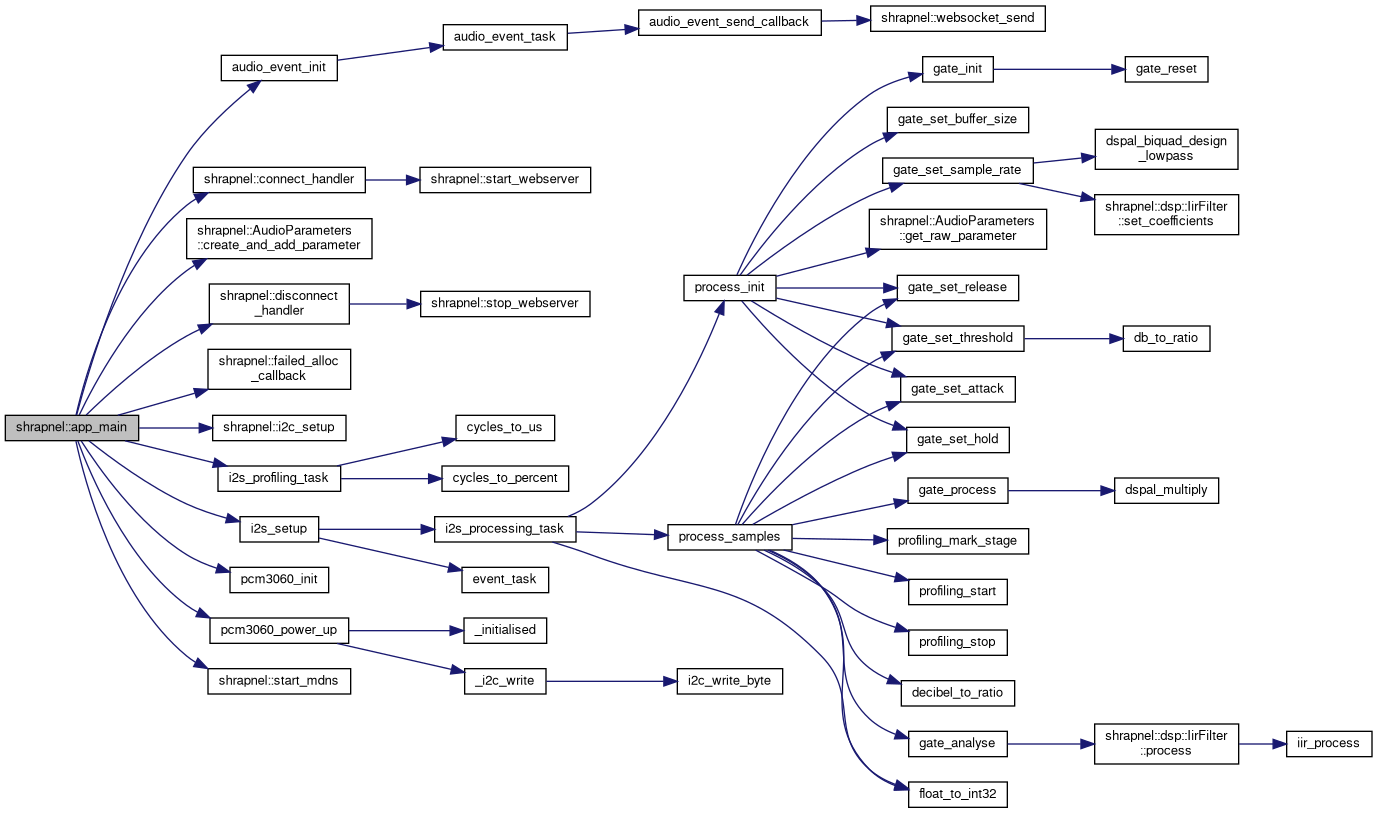 shrapnel::app_main
audio_event_init
audio_event_task
audio_event_send_callback
shrapnel::websocket_send
shrapnel::connect_handler
shrapnel::start_webserver
shrapnel::AudioParameters
::create_and_add_parameter
shrapnel::disconnect
_handler
shrapnel::stop_webserver
shrapnel::failed_alloc
_callback
shrapnel::i2c_setup
i2s_profiling_task
cycles_to_us
cycles_to_percent
i2s_setup
i2s_processing_task
event_task
pcm3060_init
pcm3060_power_up
_initialised
_i2c_write
i2c_write_byte
shrapnel::start_mdns
process_init
process_samples
gate_init
gate_reset
gate_set_buffer_size
gate_set_sample_rate
dspal_biquad_design
_lowpass
shrapnel::dsp::IirFilter
::set_coefficients
shrapnel::AudioParameters
::get_raw_parameter
gate_set_release
gate_set_threshold
db_to_ratio
gate_set_attack
gate_set_hold
gate_process
dspal_multiply
profiling_mark_stage
profiling_start
profiling_stop
decibel_to_ratio
gate_analyse
shrapnel::dsp::IirFilter
::process
iir_process
float_to_int32